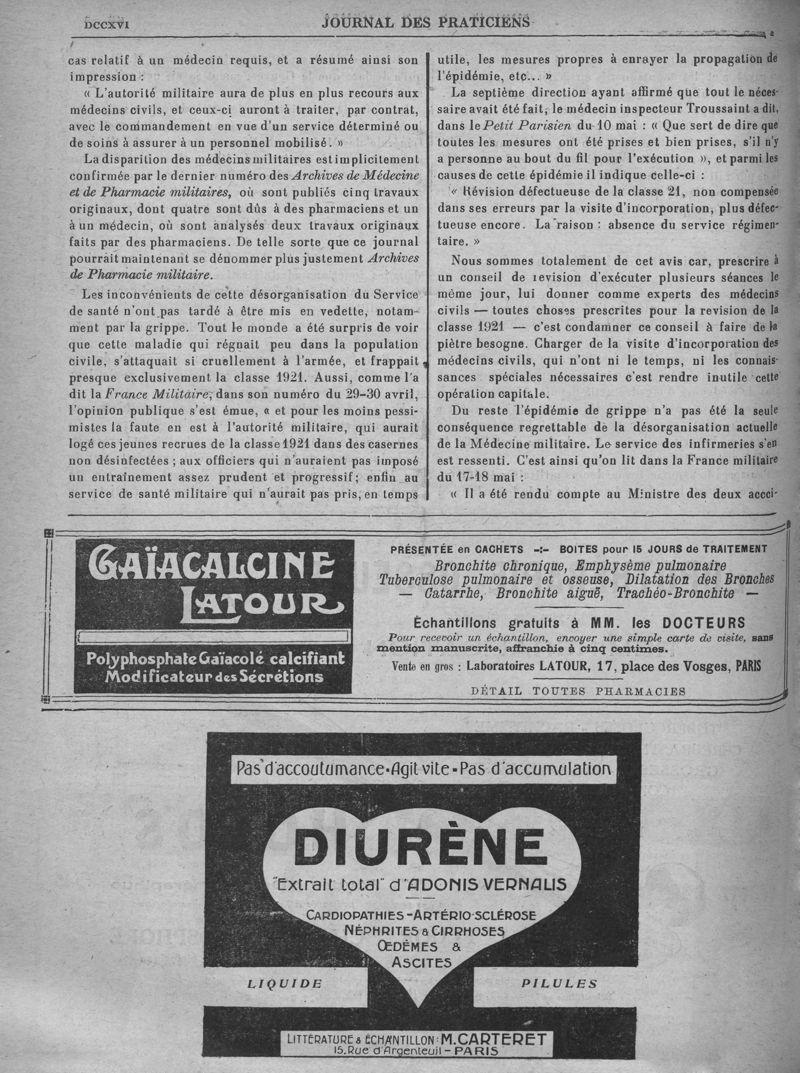 DCCXVI
JOURNAL DES PRATICIENS
cas relatif à un médecin requis, et a résumé ainsi son
impression :
« L'autorité militaire aura de plus en plus recours aux
médecins civils, et ceux-ci auront à traiter, par contrat,
avec le commandement en vue d'un service déterminé ou
de soins à assurer à un personnel mobilisé. »
La disparition des médecins militaires est implicitement
confirmée par le dernier numéro des Archives de Médecine
et de Pharmacie militaires, où sont publiés cinq travaux
originaux, dont quatre sont dûs à des pharmaciens et un
à un médecin, où sont analysés deux travaux originaux
faits par des pharmaciens. De telle sorte que ce journal
pourrait maintenant se dénommer plus justement Archives
de Pharmacie militaire.
Les inconvénients de cette désorganisation du Service
de santé n'ont pas tardé à être mis en vedette, notam-
ment par la grippe. Tout le monde a été surpris de voir
que cette maladie qui régnait peu dans la population
civile, s'attaquait si cruellement à l'armée, et frappait
presque exclusivement la classe 1921. Aussi, comme l'a
dit la France Militaire, dans son numéro du 29-30 avril,
l'opinion publique s'est émue, « et pour les moins pessi-
mistes la faute en est à l'autorité militaire, qui aurait
logé ces jeunes recrues de la classe 1921 dans des casernes
non désinfectées ; aux officiers qui n'auraient pas imposé
un entraînement assez prudent et progressif ; enfin au
service de santé militaire qui n'aurait pas pris, en temps
utile, les mesures propres à enrayer la propagation de
l'épidémie, etc... »
La septième direction ayant affirmé que tout le néces-
saire avait été fait, le médecin inspecteur Troussaint a dit,
dans le Petit Parisien du 10 mai : « Que sert de dire que
toutes les mesures ont été prises et bien prises, s'il n'y
a personne au bout du fil pour l'exécution », et parmi les
causes de cette épidémie il indique celle-ci :
« Révision défectueuse de la classe 21, non compensée
dans ses erreurs par la visite d'incorporation, plus défec-
tueuse encore. La raison : absence du service régimen-
taire. »
Nous sommes totalement de cet avis car, prescrire à
un conseil de revision d'exécuter plusieurs séances le
même jour, lui donner comme experts des médecins
civils — toutes choses prescrites pour la revision de la
classe 1921 — c'est condamner ce conseil à faire de la
piètre besogne. Charger de la visite d'incorporation des
médecins civils, qui n'ont ni le temps, ni les connais-
sances spéciales nécessaires c'est rendre inutile cette
opération capitale.
Du reste l'épidémie de grippe n'a pas été la seule
conséquence regrettable de la désorganisation actuelle
de la Médecine militaire. Le service des infirmeries s'en
est ressenti. C'est ainsi qu'on lit dans la France militaire
du 17-18 mai :
« Il a été rendu compte au Ministre des deux acci-
GAÏACALCINE
LATOUR
Polyphosphate Gaïacolé calcifiant
Modificateur des Sécrétions
PRÉSENTÉE en CACHETS -:- BOITES pour 15 JOURS de TRAITEMENT
Bronchite chronique, Emphysème pulmonaire
Tuberculose pulmonaire et osseuse, Dilatation des Bronches
— Catarrhe, Bronchite aiguë, Trachéo-Bronchite —
Échantillons gratuits à MM. les DOCTEURS
Pour recevoir un échantillon, envoyer une simple carte de visite, sans
mention manuscrite, affranchie à cinq centimes.
Vente en gros : Laboratoires LATOUR, 17, place des Vosges, PARIS
DÉTAIL TOUTES PHARMACIES
Pas d'accoutumance • Agit vite • Pas d'accumulation
DIURÈNE
"Extrait total" d'ADONIS VERNALIS
CARDIOPATHIES - ARTÉRIO-SCLÉROSE
NÉPHRITES & CIRRHOSES
ŒDÈMES &
ASCITES
LIQUIDE
PILULES
LITTÉRATURE & ÉCHANTILLON : M. CARTERET
15, Rue d'Argenteuil - PARIS